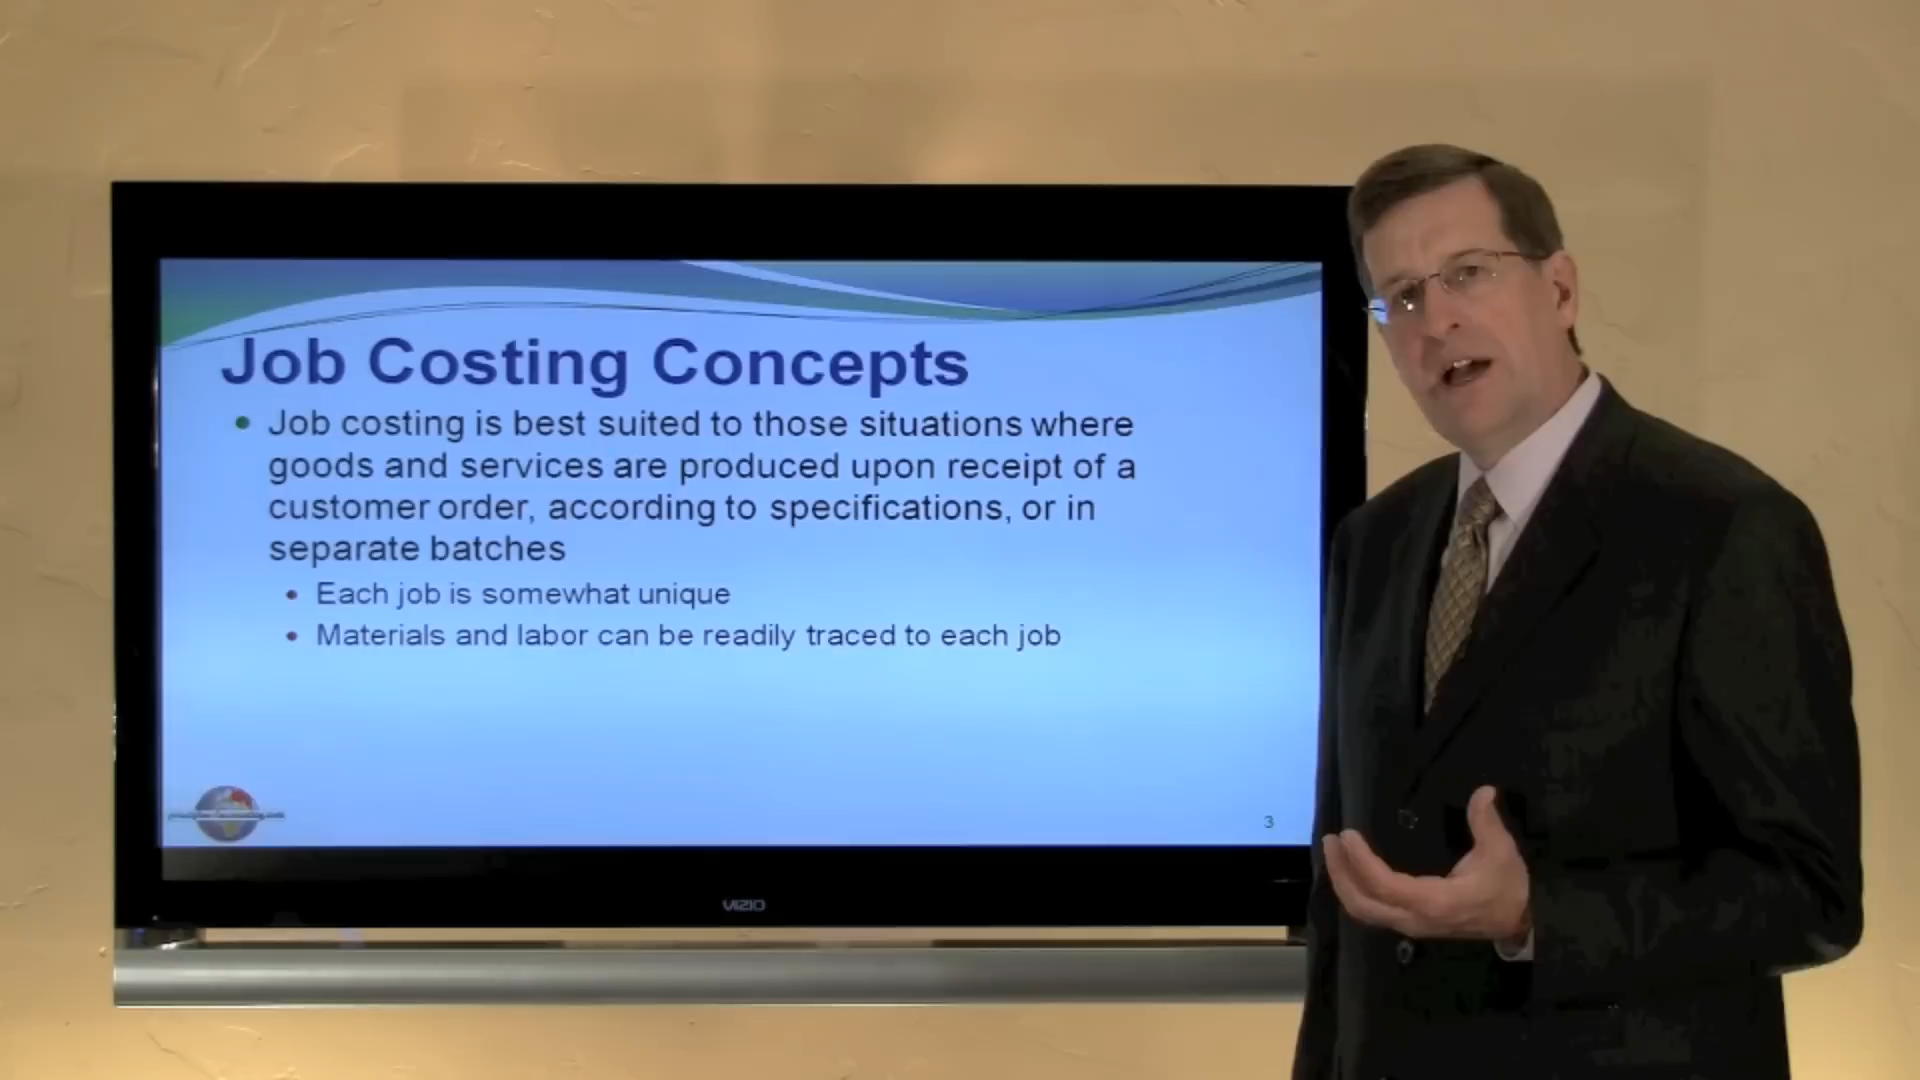 Job Costing Concepts
• Job costing is best suited to those situations where
goods and services are produced upon receipt of a
customer order, according to specifications, or in
separate batches
• Each job is somewhat unique
• Materials and labor can be readily traced to each job
3
VIZIO